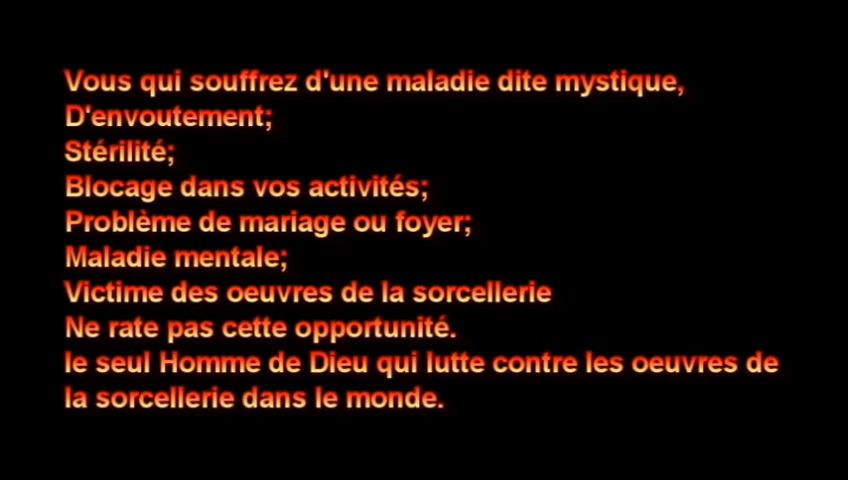 Vous qui souffrez d'une maladie dite mystique,
D'envoutement;
Stérilité;
Blocage dans vos activités;
Problème de mariage ou foyer;
Maladie mentale;
Victime des oeuvres de la sorcellerie
Ne rate pas cette opportunité.
le seul Homme de Dieu qui lutte contre les oeuvres de
la sorcellerie dans le monde.